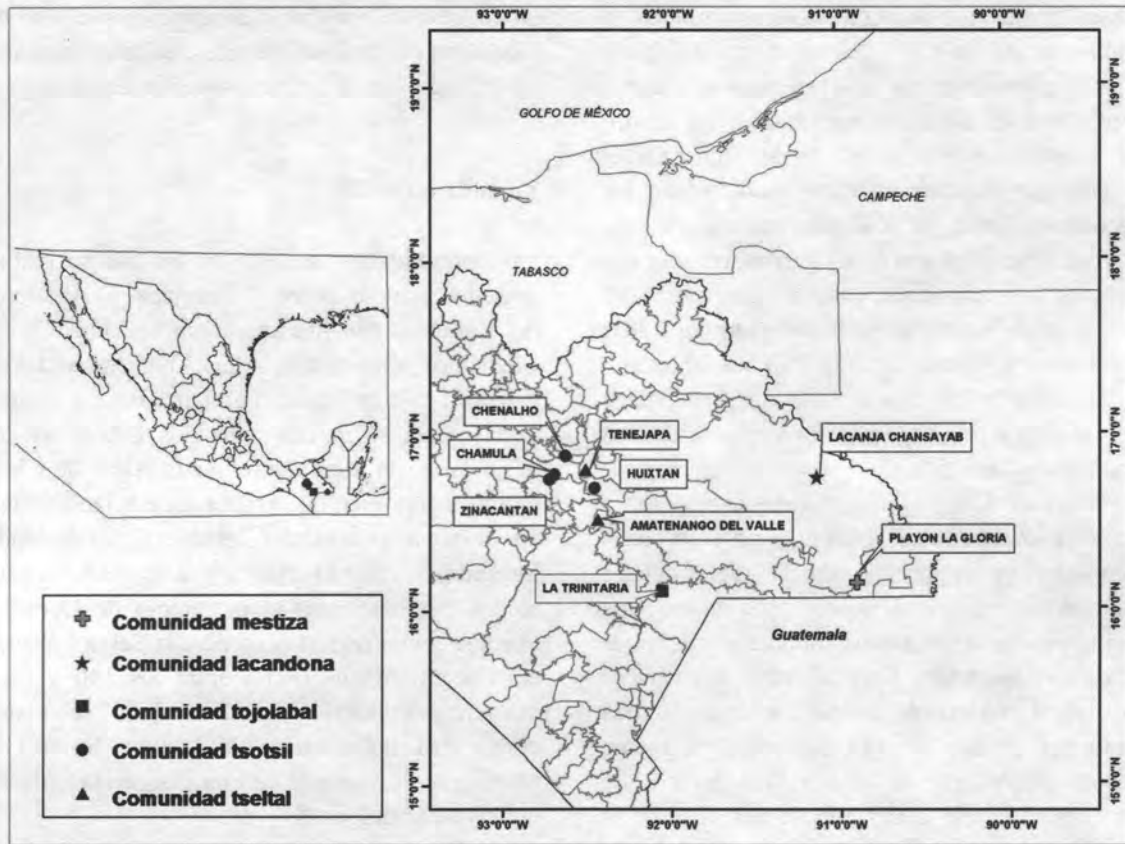 93°0'0"W 92°0'0"W 91°0'0"W 90°0'0"W
19°0'0"N
19°0'0"N
GOLFO DE MÉXICO
CAMPECHE
18°0'0"N
18°0'0"N
TABASCO
CHENALHO
TENEJAPA
LACANJA CHANSAYAB
17°0'0"N
17°0'0"N
CHAMULA
HUIXTAN
ZINACANTAN
AMATENANGO DEL VALLE
PLAYON LA GLORIA
LA TRINITARIA
16°0'0"N
16°0'0"N
Guatemala
Comunidad mestiza
Comunidad lacandona
Comunidad tojolabal
Comunidad tsotsil
Comunidad tseltal
15°0'0"N
15°0'0"N
93°0'0"W 92°0'0"W 91°0'0"W 90°0'0"W